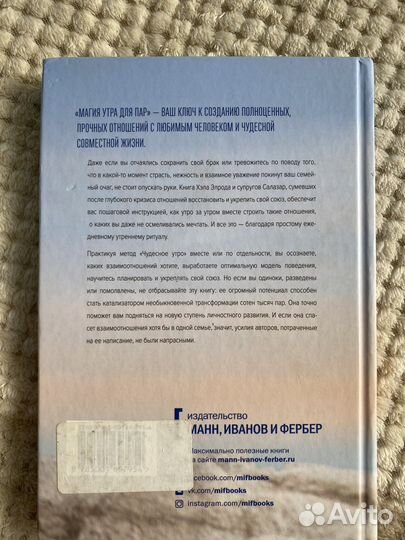 «МАГИЯ УТРА ДЛЯ ПАР» – ВАШ КЛЮЧ К СОЗДАНИЮ ПОЛНОЦЕННЫХ,
ПРОЧНЫХ ОТНОШЕНИЙ С ЛЮБИМЫМ ЧЕЛОВЕКОМ И ЧУДЕСНОЙ
СОВМЕСТНОЙ ЖИЗНИ.
Даже если вы отчаялись сохранить свой брак или тревожитесь по поводу того,
что в какой-то момент страсть, нежность и взаимное уважение покинут ваш семей-
ный очаг, не стоит опускать руки. Книга Хэла Элрода и супругов Салазар, сумевших
после глубокого кризиса отношений восстановить и укрепить свой союз, обеспечит
вас пошаговой инструкцией, как утро за утром вместе строить такие отношения,
о каких вы даже не осмеливались мечтать. И все это — благодаря простому еже-
дневному утреннему ритуалу.
Практикуя метод «Чудесное утро» вместе или по отдельности, вы осознаете,
каких взаимоотношений хотите, выработаете оптимальную модель поведения,
научитесь планировать и укреплять свой союз. Но если вы одиноки, разведены
или помолвлены, не отбрасывайте эту книгу: ее огромный потенциал способен
стать катализатором необыкновенной трансформации сотен тысяч пар. Она точно
поможет вам подняться на новую ступень личностного развития. И если она спа-
сет взаимоотношения хотя бы в одной семье, значит, усилия авторов, потраченные
на ее написание, не были напрасными.
издательство
МАНН, ИВАНОВ И ФЕРБЕР
Максимально полезные книги
на сайте mann-ivanov-ferber.ru
facebook.com/mifbooks
vk.com/mifbooks
instagram.com/mifbooks
Avito